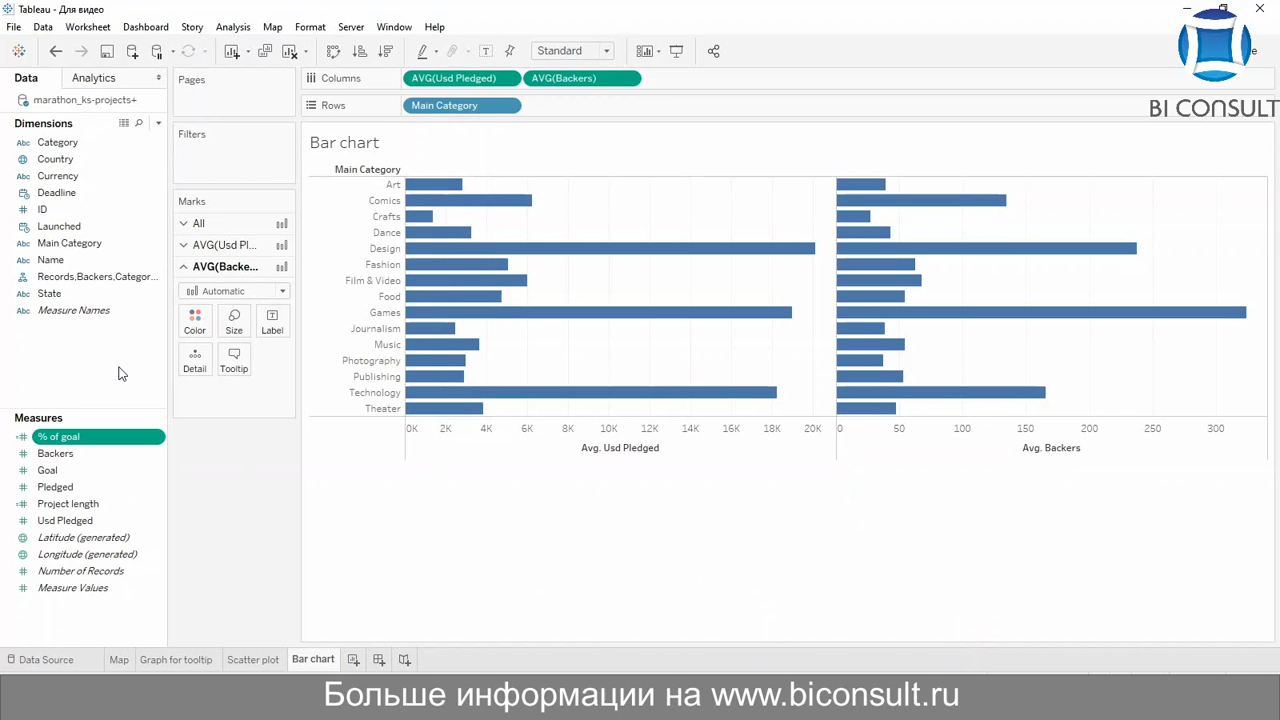 Tableau - Для видео
File Data Worksheet Dashboard Story Analysis Map Format Server Window Help
Standard
BI CONSULT
Data Analytics
marathon_ks-projects+
Dimensions
Abc Category
Country
Abc Currency
Deadline
ID
Launched
Abc Main Category
Abc Name
Records,Backers,Categor...
Abc State
Abc Measure Names
Measures
% of goal
Backers
Goal
Pledged
Project length
Usd Pledged
Latitude (generated)
Longitude (generated)
Number of Records
Measure Values
Pages
Filters
Marks
All
AVG(Usd Pl...
AVG(Backe...
Automatic
Color Size Label
Detail Tooltip
Columns AVG(Usd Pledged) AVG(Backers)
Rows Main Category
Bar chart
Main Category
Art
Comics
Crafts
Dance
Design
Fashion
Film & Video
Food
Games
Journalism
Music
Photography
Publishing
Technology
Theater
0K 2K 4K 6K 8K 10K 12K 14K 16K 18K 20K
0 50 100 150 200 250 300
Avg. Usd Pledged Avg. Backers
Data Source Map Graph for tooltip Scatter plot Bar chart
Больше информации на www.biconsult.ru